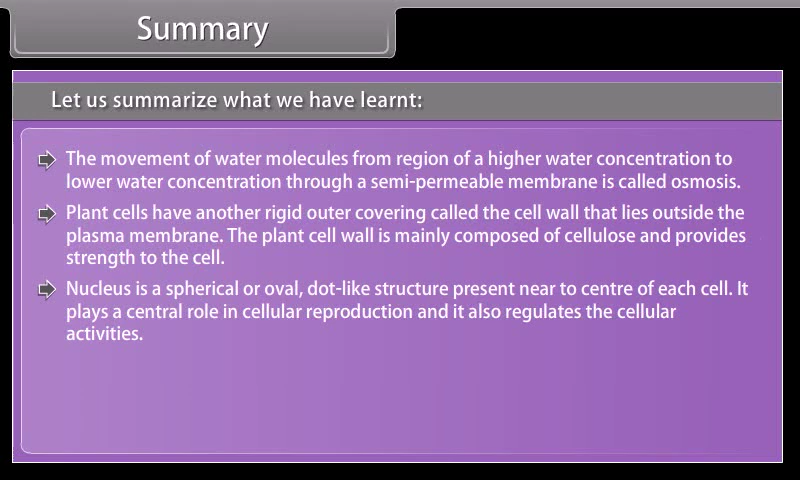 Summary
Let us summarize what we have learnt:
The movement of water molecules from region of a higher water concentration to
lower water concentration through a semi-permeable membrane is called osmosis.
Plant cells have another rigid outer covering called the cell wall that lies outside the
plasma membrane. The plant cell wall is mainly composed of cellulose and provides
strength to the cell.
Nucleus is a spherical or oval, dot-like structure present near to centre of each cell. It
plays a central role in cellular reproduction and it also regulates the cellular
activities.